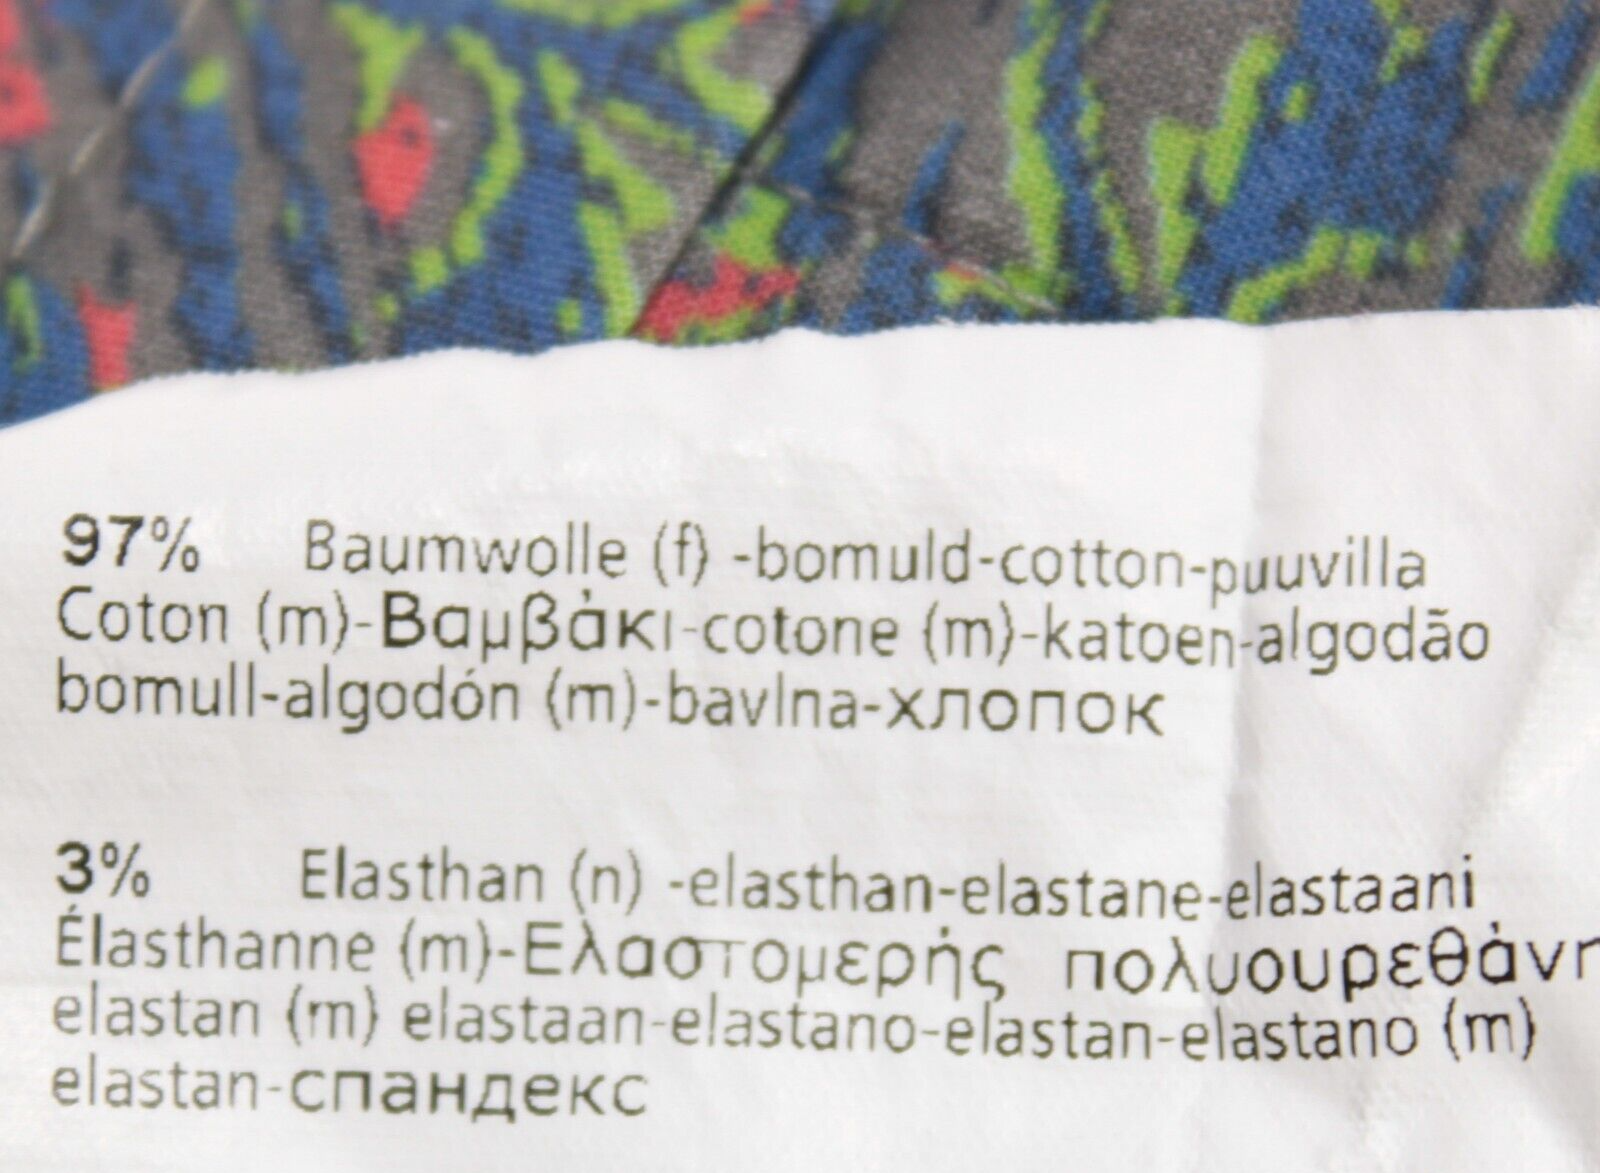 97% Baumwolle (f) -bomuld-cotton-puuvilla
Coton (m)-Βαμβάκι-cotone (m)-katoen-algodão
bomull-algodón (m)-bavlna-хлопок
3% Elasthan (n) -elasthan-elastane-elastaani
Élasthanne (m)-Ελαστομερής
elastan (m) elastaan-elastano-elastan-elastano (m)
elastan-спандекс